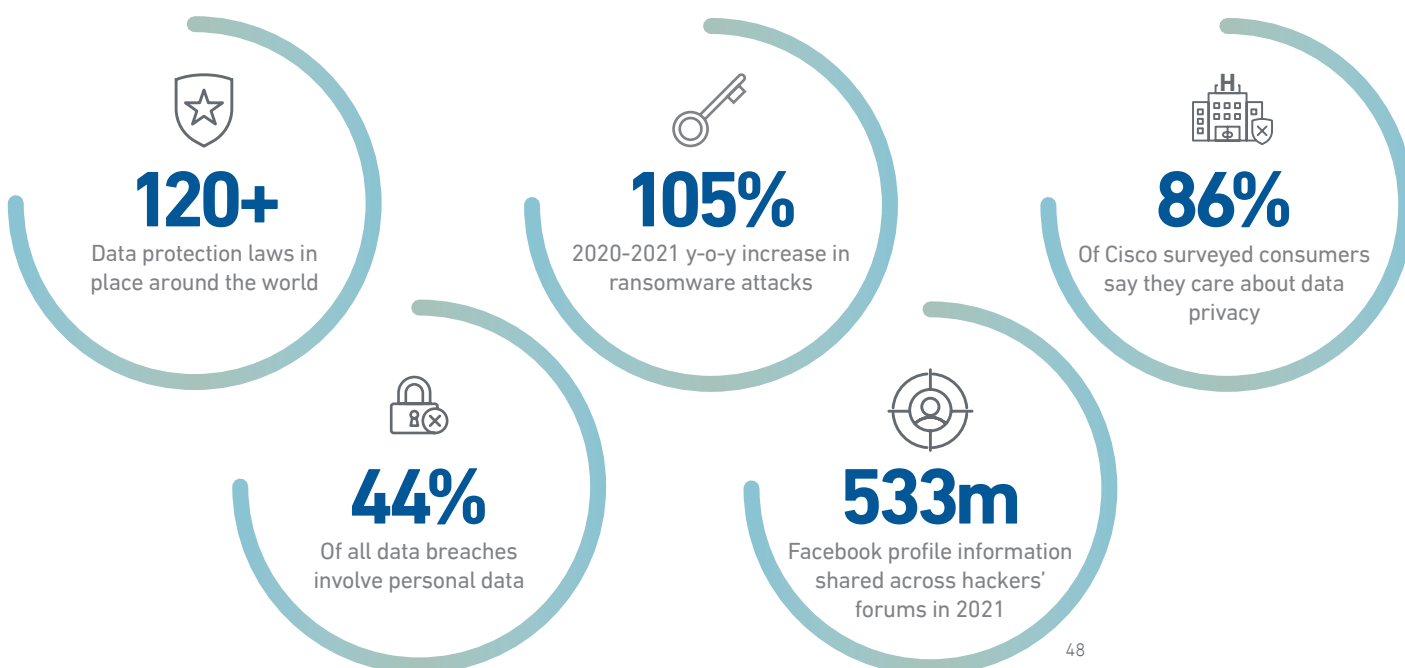 H
120+
Data protection laws in
place around the world
105%
2020-2021 y-o-y increase in
ransomware attacks
86%
Of Cisco surveyed consumers
say they care about data
privacy
44%
Of all data breaches
involve personal data
533m
Facebook profile information
shared across hackers’
forums in 2021
48